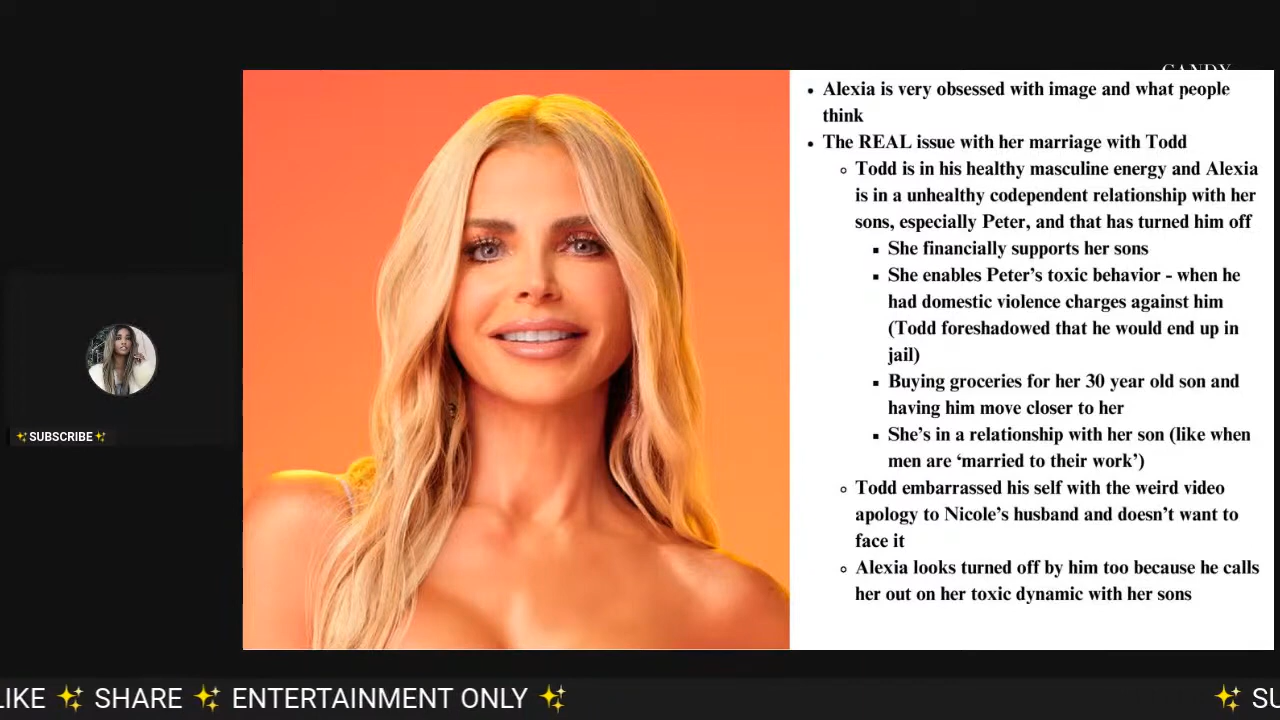 • Alexia is very obsessed with image and what people
think
• The REAL issue with her marriage with Todd
○ Todd is in his healthy masculine energy and Alexia
is in a unhealthy codependent relationship with her
sons, especially Peter, and that has turned him off
▪ She financially supports her sons
▪ She enables Peter’s toxic behavior - when he
had domestic violence charges against him
(Todd foreshadowed that he would end up in
jail)
▪ Buying groceries for her 30 year old son and
having him move closer to her
▪ She’s in a relationship with her son (like when
men are ‘married to their work’)
○ Todd embarrassed his self with the weird video
apology to Nicole’s husband and doesn’t want to
face it
○ Alexia looks turned off by him too because he calls
her out on her toxic dynamic with her sons
✨SUBSCRIBE✨
LIKE ✨ SHARE ✨ ENTERTAINMENT ONLY ✨
✨ SU